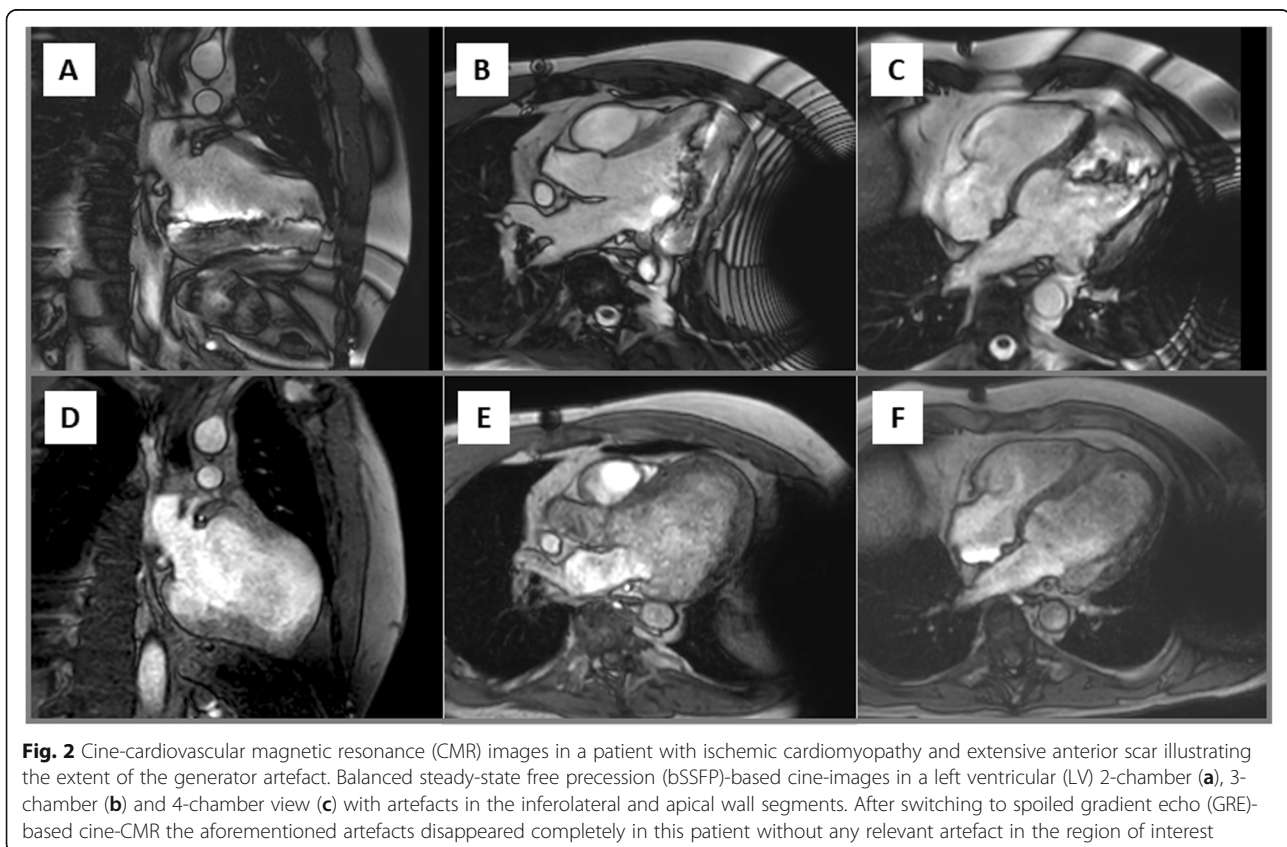 A
B
C
D
E
F
Fig. 2 Cine-cardiovascular magnetic resonance (CMR) images in a patient with ischemic cardiomyopathy and extensive anterior scar illustrating
the extent of the generator artefact. Balanced steady-state free precession (bSSFP)-based cine-images in a left ventricular (LV) 2-chamber (a), 3-
chamber (b) and 4-chamber view (c) with artefacts in the inferolateral and apical wall segments. After switching to spoiled gradient echo (GRE)-
based cine-CMR the aforementioned artefacts disappeared completely in this patient without any relevant artefact in the region of interest